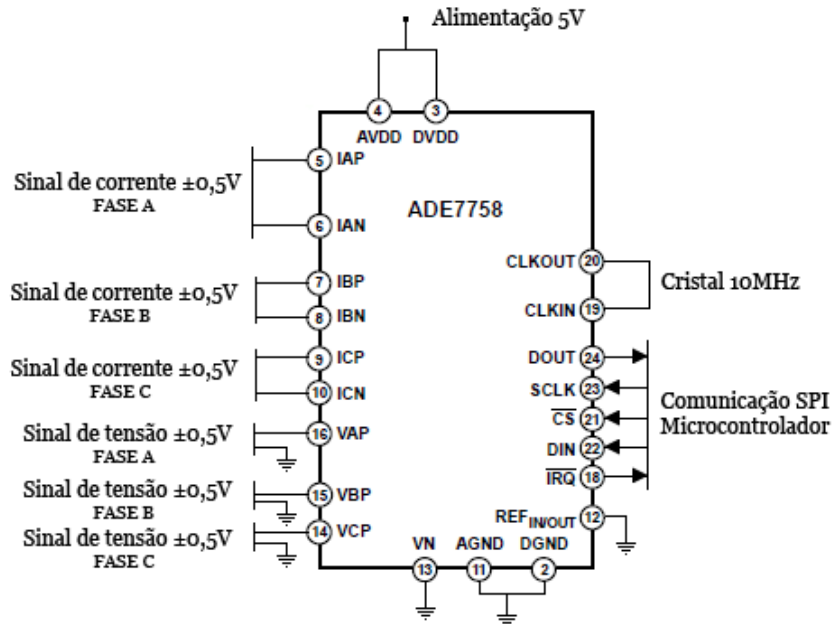 Alimentação 5V
4
3
AVDD
DVDD
Sinal de corrente ±0,5V
FASE A
5
IAP
6
IAN
ADE7758
Sinal de corrente ±0,5V
FASE B
7
IBP
8
IBN
Sinal de corrente ±0,5V
FASE C
9
ICP
10
ICN
Sinal de tensão ±0,5V
FASE A
16
VAP
Sinal de tensão ±0,5V
FASE B
15
VBP
Sinal de tensão ±0,5V
FASE C
14
VCP
CLKOUT
20
CLKIN
19
Cristal 10MHz
DOUT
24
SCLK
23
CS
21
DIN
22
IRQ
18
Comunicação SPI
Microcontrolador
REFIN/OUT
12
VN
AGND
DGND
13
11
2